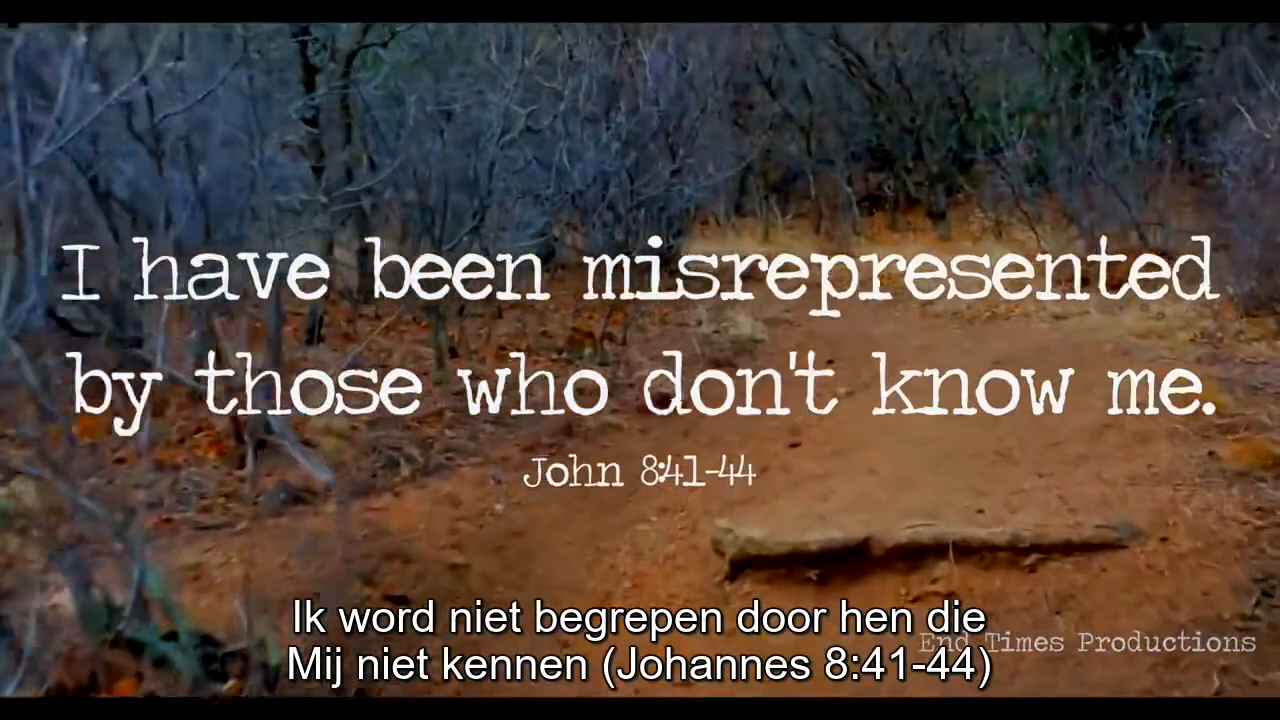 I have been misrepresented
by those who don't know me.
John 8:41-44
Ik word niet begrepen door hen die
End Times Productions
Mij niet kennen (Johannes 8:41-44)